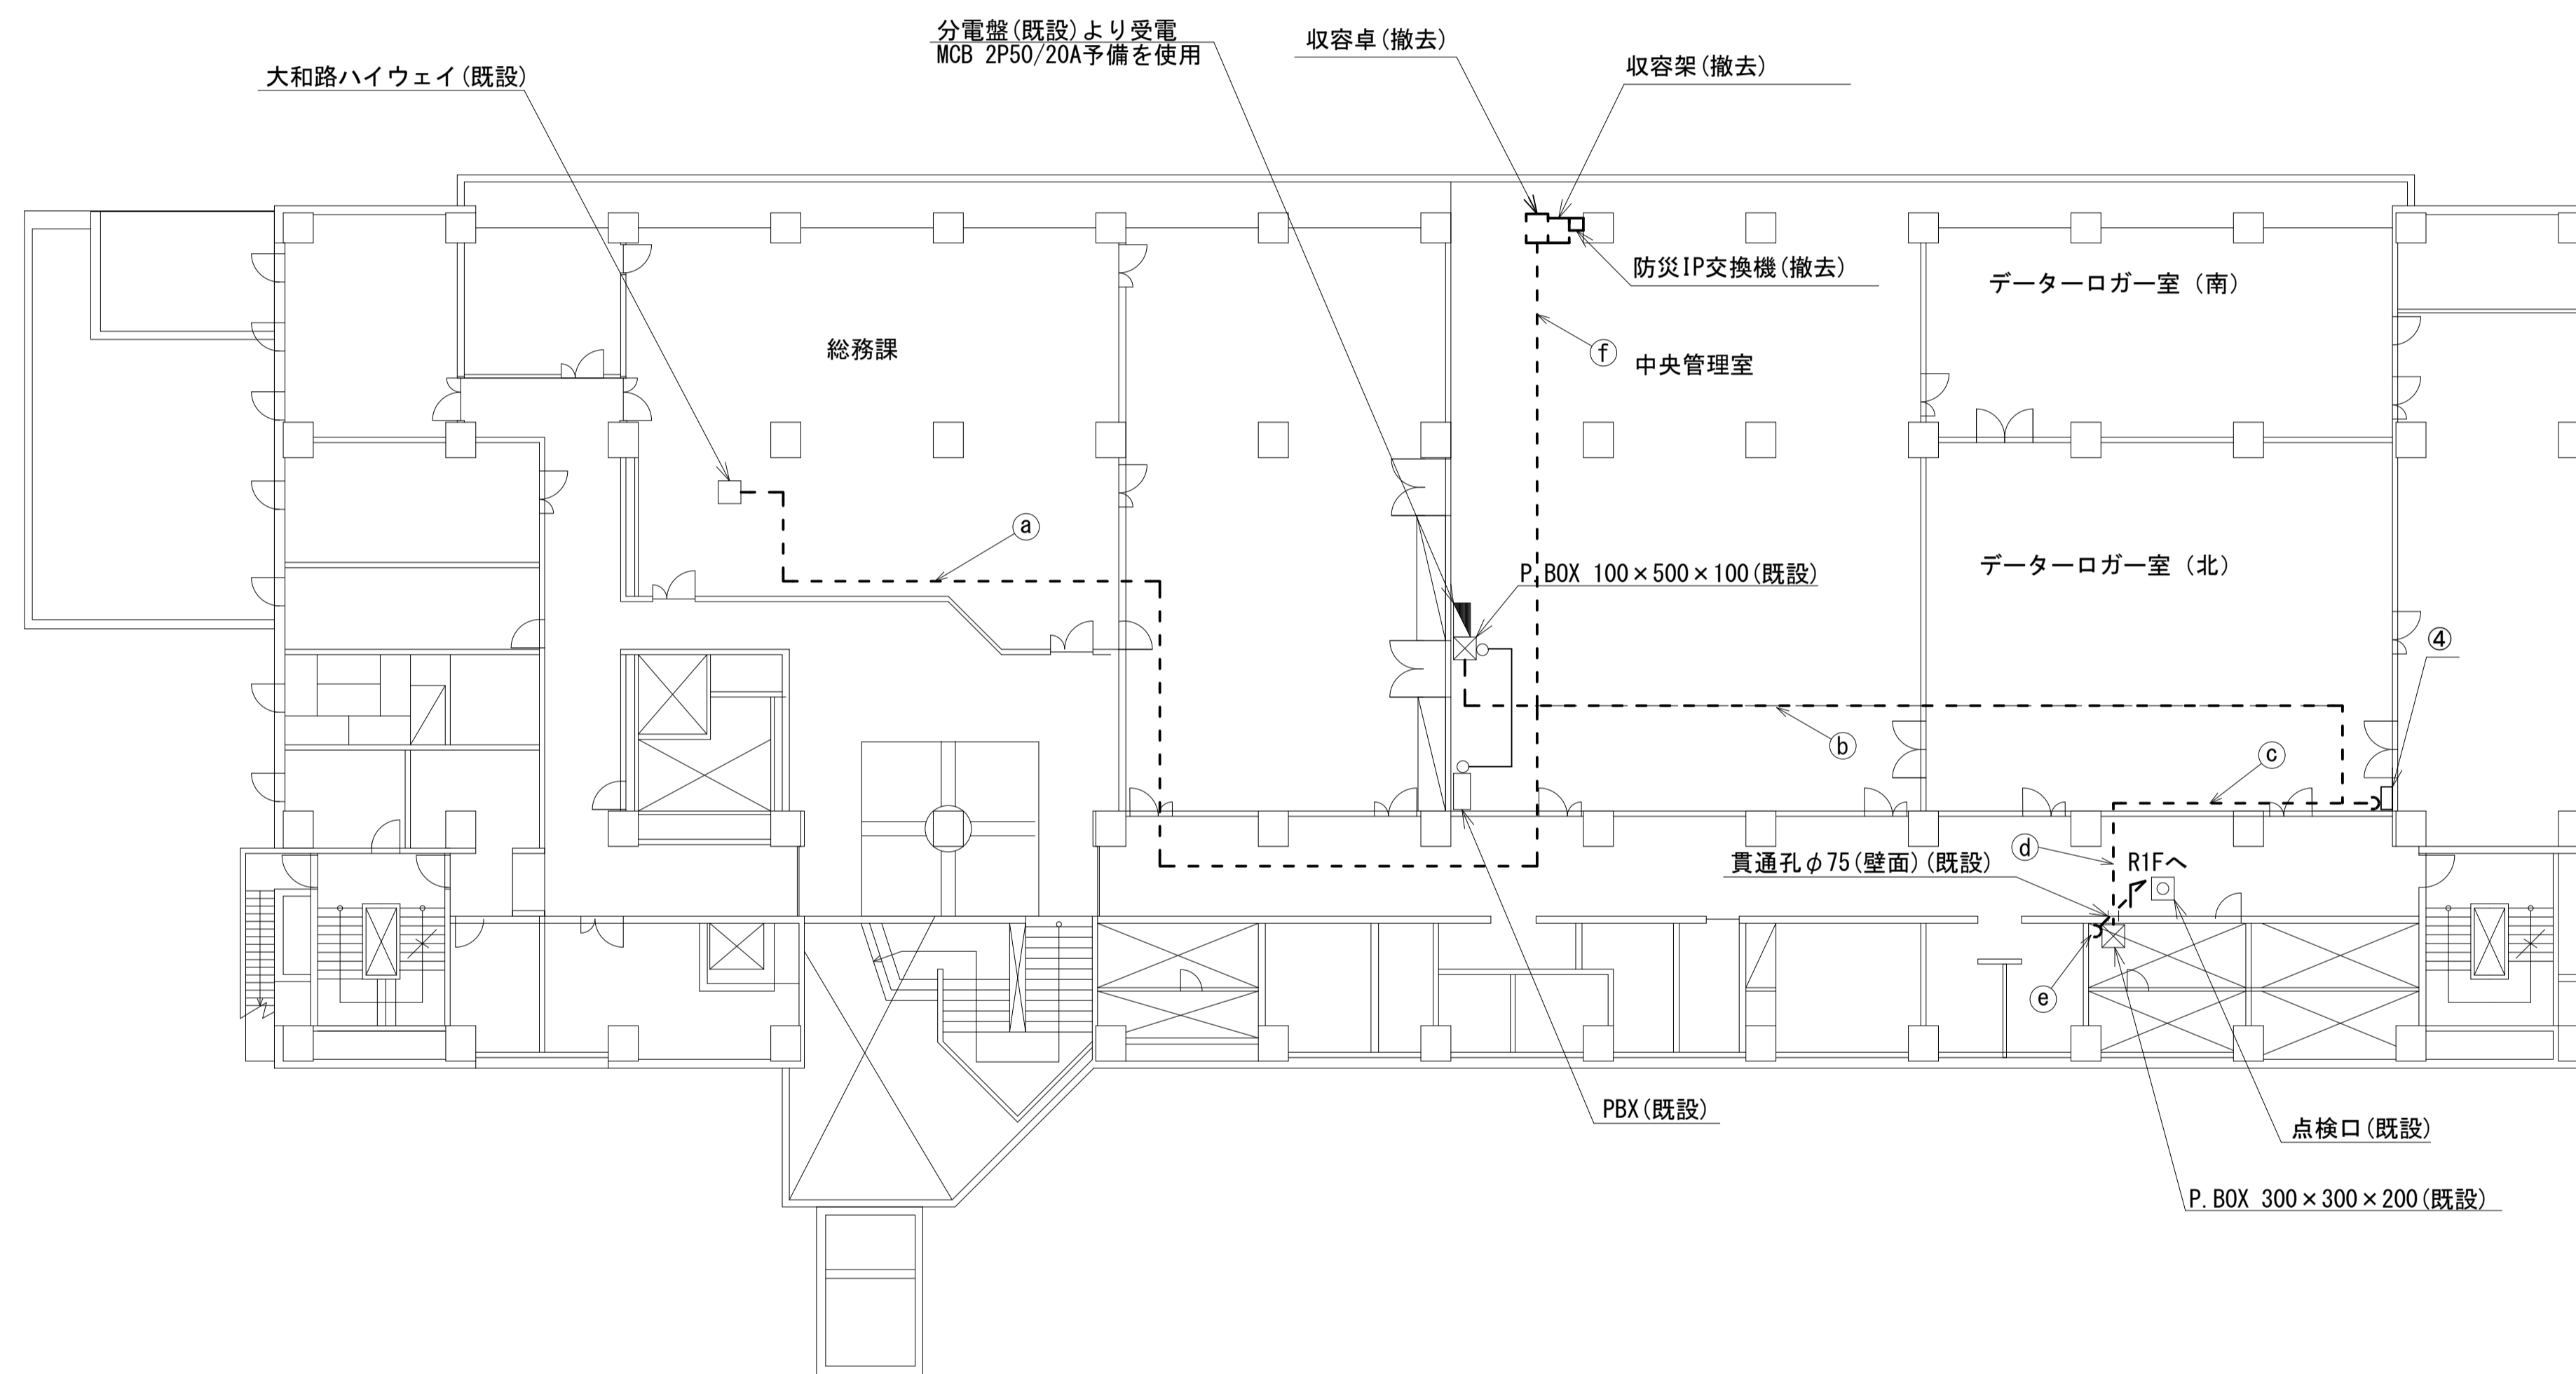 分電盤(既設)より受電
MCB 2P50/20A予備を使用
収容卓(撤去)
収容架(撤去)
大和路ハイウェイ(既設)
防災IP交換機(撤去)
データーロガー室（南）
総務課
ⓕ
中央管理室
ⓐ
データーロガー室（北）
P.BOX 100×500×100(既設)
④
ⓑ
ⓒ
ⓓ
貫通孔φ75(壁面)(既設)
R1Fへ
ⓔ
PBX(既設)
点検口(既設)
P.BOX 300×300×200(既設)